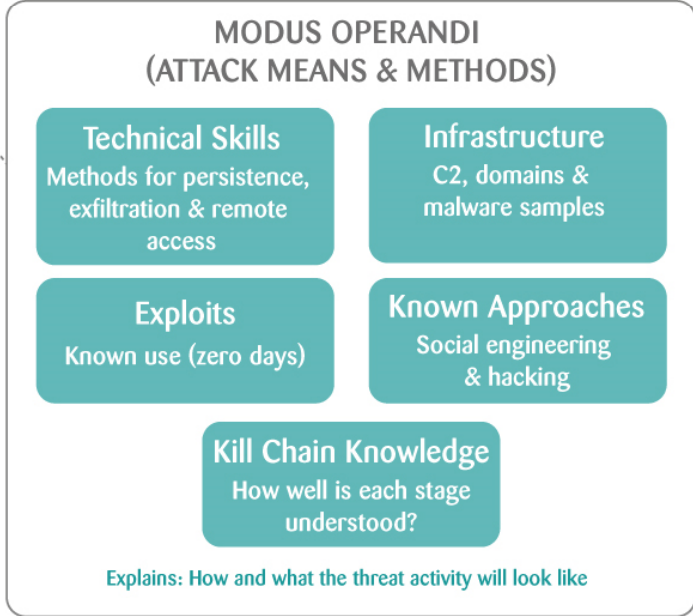 MODUS OPERANDI
(ATTACK MEANS & METHODS)
Technical Skills
Methods for persistence,
exfiltration & remote
access
Infrastructure
C2, domains &
malware samples
Exploits
Known use (zero days)
Known Approaches
Social engineering
& hacking
Kill Chain Knowledge
How well is each stage
understood?
Explains: How and what the threat activity will look like